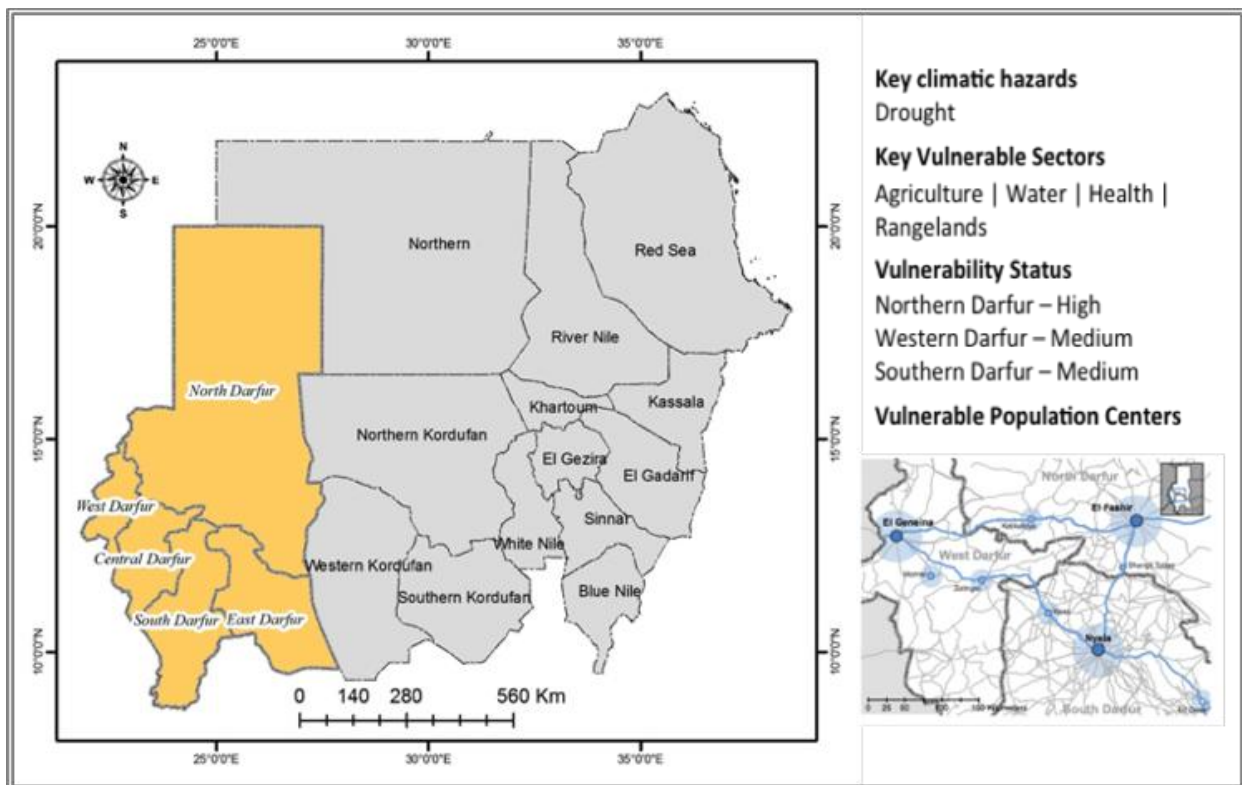 25°0'0"E
30°0'0"E
35°0'0"E
N
W
E
S
20°0'0"N
20°0'0"N
15°0'0"N
15°0'0"N
10°0'0"N
10°0'0"N
Northern
Red Sea
River Nile
North Darfur
Khartoum
Kassala
Northern Kordufan
El Gezira
El Gadarif
West Darfur
Sinnar
Central Darfur
White Nile
Western Kordufan
Southern Kordufan
Blue Nile
South Darfur
East Darfur
0 140 280 560 Km
25°0'0"E
30°0'0"E
35°0'0"E
Key climatic hazards
Drought
Key Vulnerable Sectors
Agriculture | Water | Health |
Rangelands
Vulnerability Status
Northern Darfur – High
Western Darfur – Medium
Southern Darfur – Medium
Vulnerable Population Centers
North Darfur
El Fashir
El Geneina
West Darfur
Nyala
South Darfur
0 25 50 100